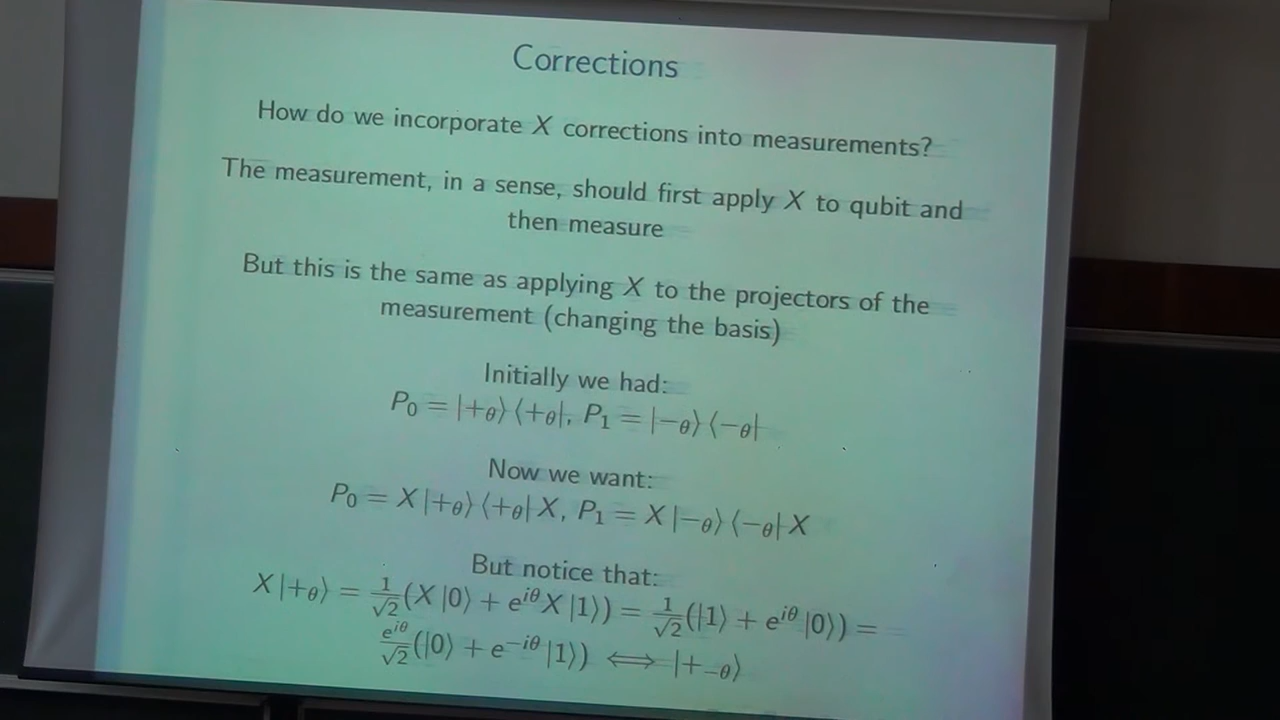 Corrections
How do we incorporate X corrections into measurements?
The measurement, in a sense, should first apply X to qubit and
then measure
But this is the same as applying X to the projectors of the
measurement (changing the basis)
Initially we had:
P₀ = |+θ⟩⟨+θ|, P₁ = |−θ⟩⟨−θ|
Now we want:
P₀ = X|+θ⟩⟨+θ|X, P₁ = X|−θ⟩⟨−θ|X
But notice that:
X|+θ⟩ = 1/√2 (X|0⟩ + e^{iθ}X|1⟩) = 1/√2 (|1⟩ + e^{iθ}|0⟩) =
e^{iθ}/√2 (|0⟩ + e^{−iθ}|1⟩) ⟺ |+₋θ⟩